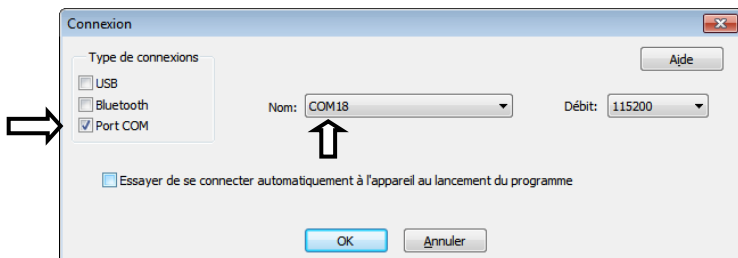 Connexion
Type de connexions
Aide
USB
Bluetooth
Nom: COM18
Débit: 115200
Port COM
Essayer de se connecter automatiquement à l'appareil au lancement du programme
OK
Annuler